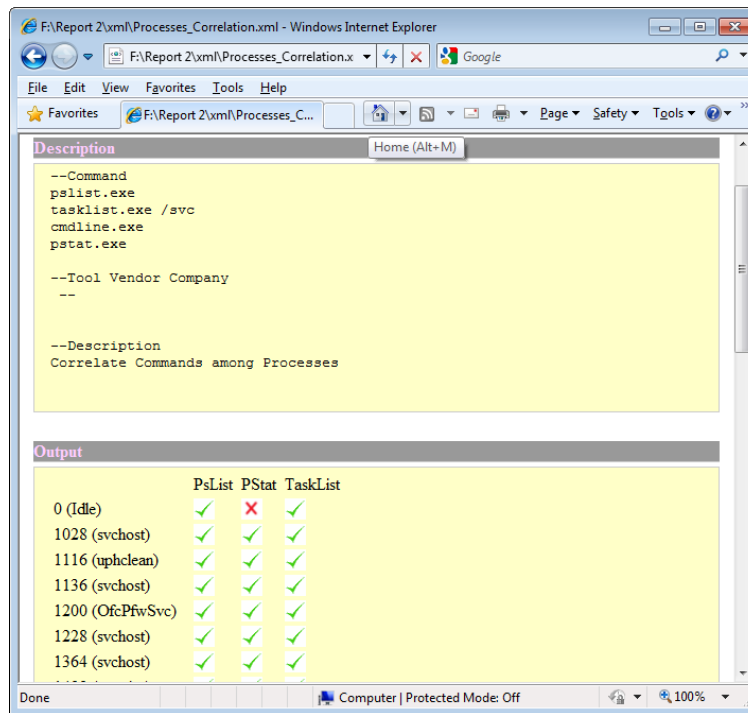 F:\Report 2\xml\Processes_Correlation.xml - Windows Internet Explorer
F:\Report 2\xml\Processes_Correlation.x
Google
File Edit View Favorites Tools Help
Favorites
F:\Report 2\xml\Processes_C...
Page Safety Tools
Home (Alt+M)
Description
--Command
pslist.exe
tasklist.exe /svc
cmdline.exe
pstat.exe
--Tool Vendor Company
--
--Description
Correlate Commands among Processes
Output
PsList PStat TaskList
0 (Idle)
1028 (svchost)
1116 (uphclean)
1136 (svchost)
1200 (OfcPfwSvc)
1228 (svchost)
1364 (svchost)
Done
Computer | Protected Mode: Off
100%